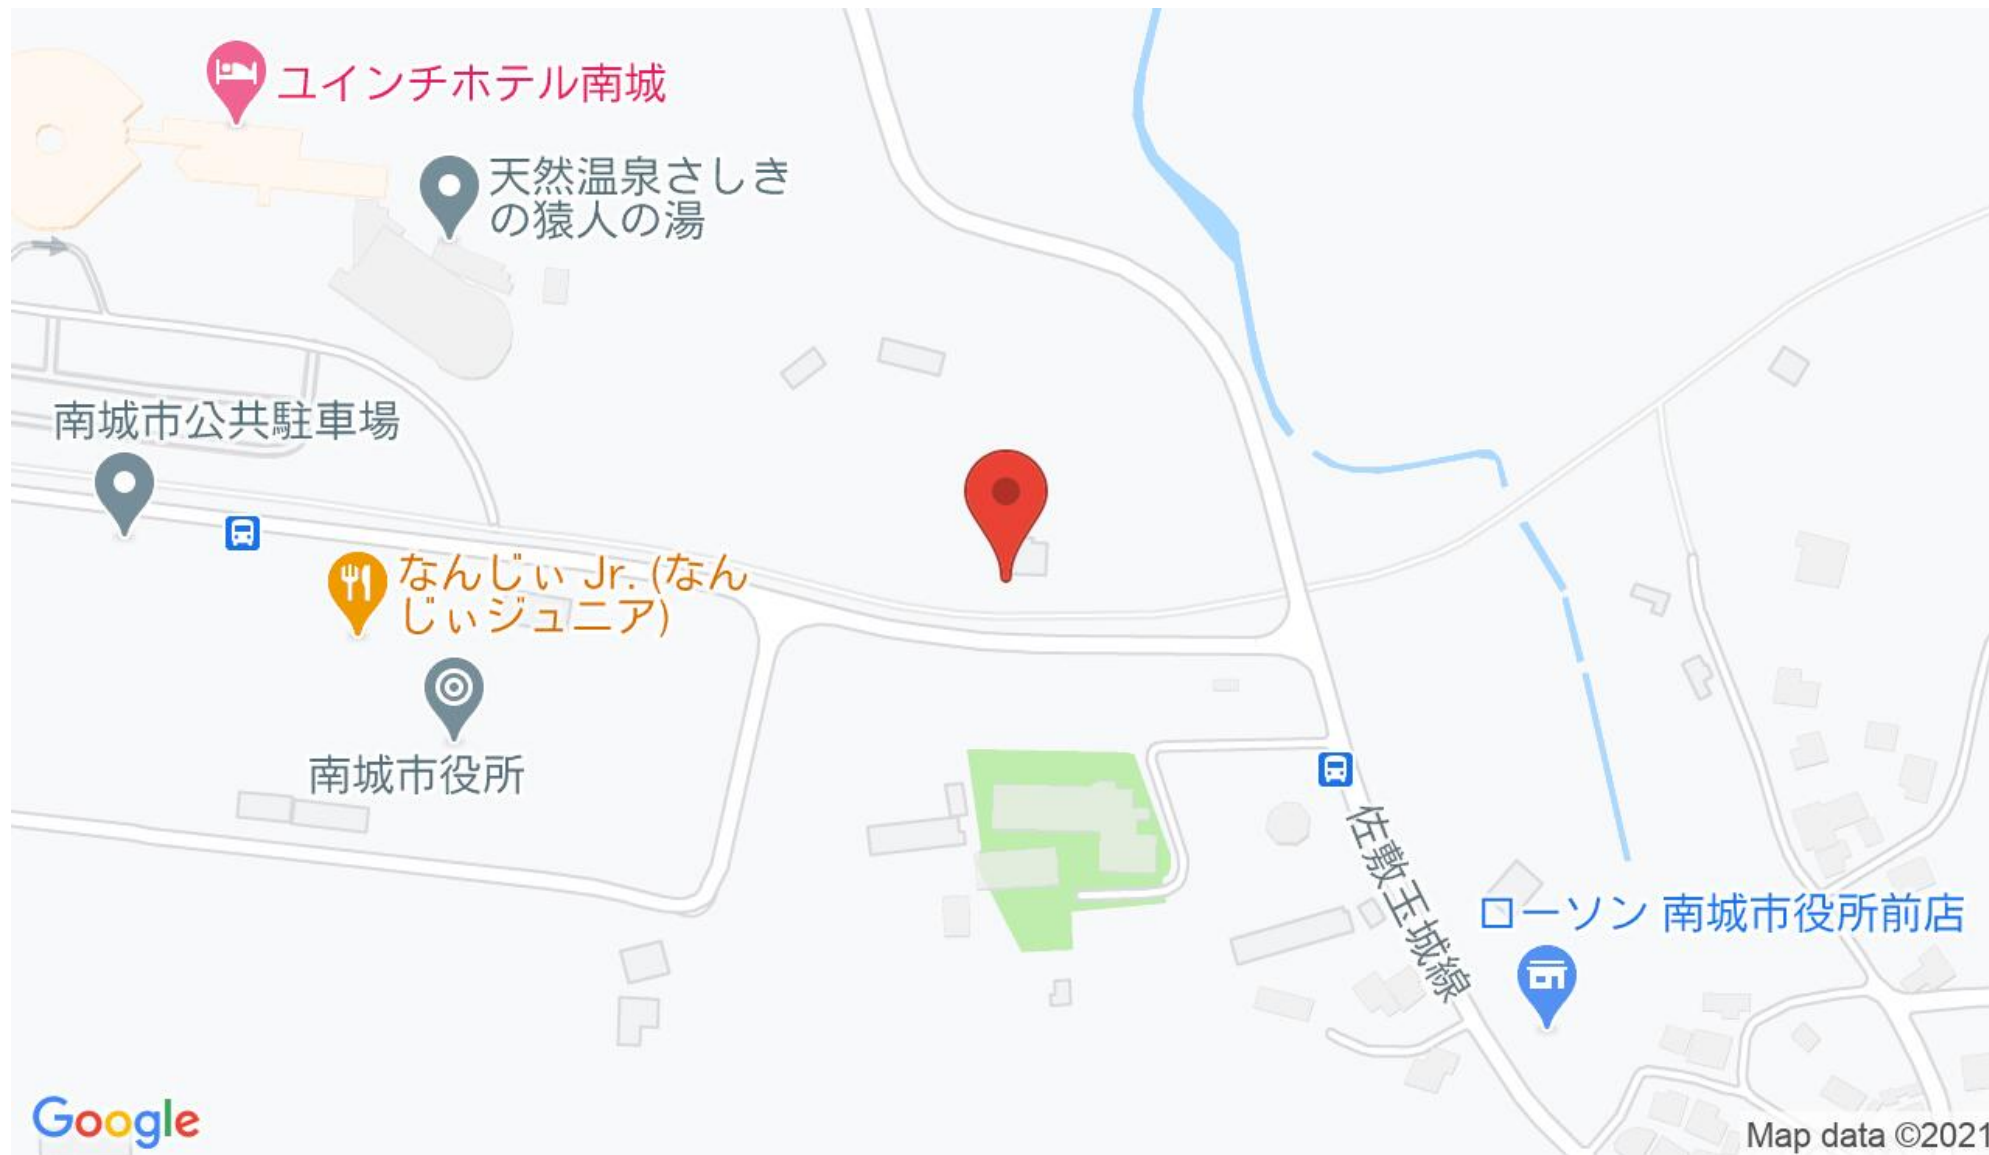 ユインチホテル南城
天然温泉さしき
の猿人の湯
南城市公共駐車場
なんじぃ Jr. (なん
じぃジュニア)
南城市役所
佐敷玉城線
ローソン 南城市役所前店
Google
Map data ©2021